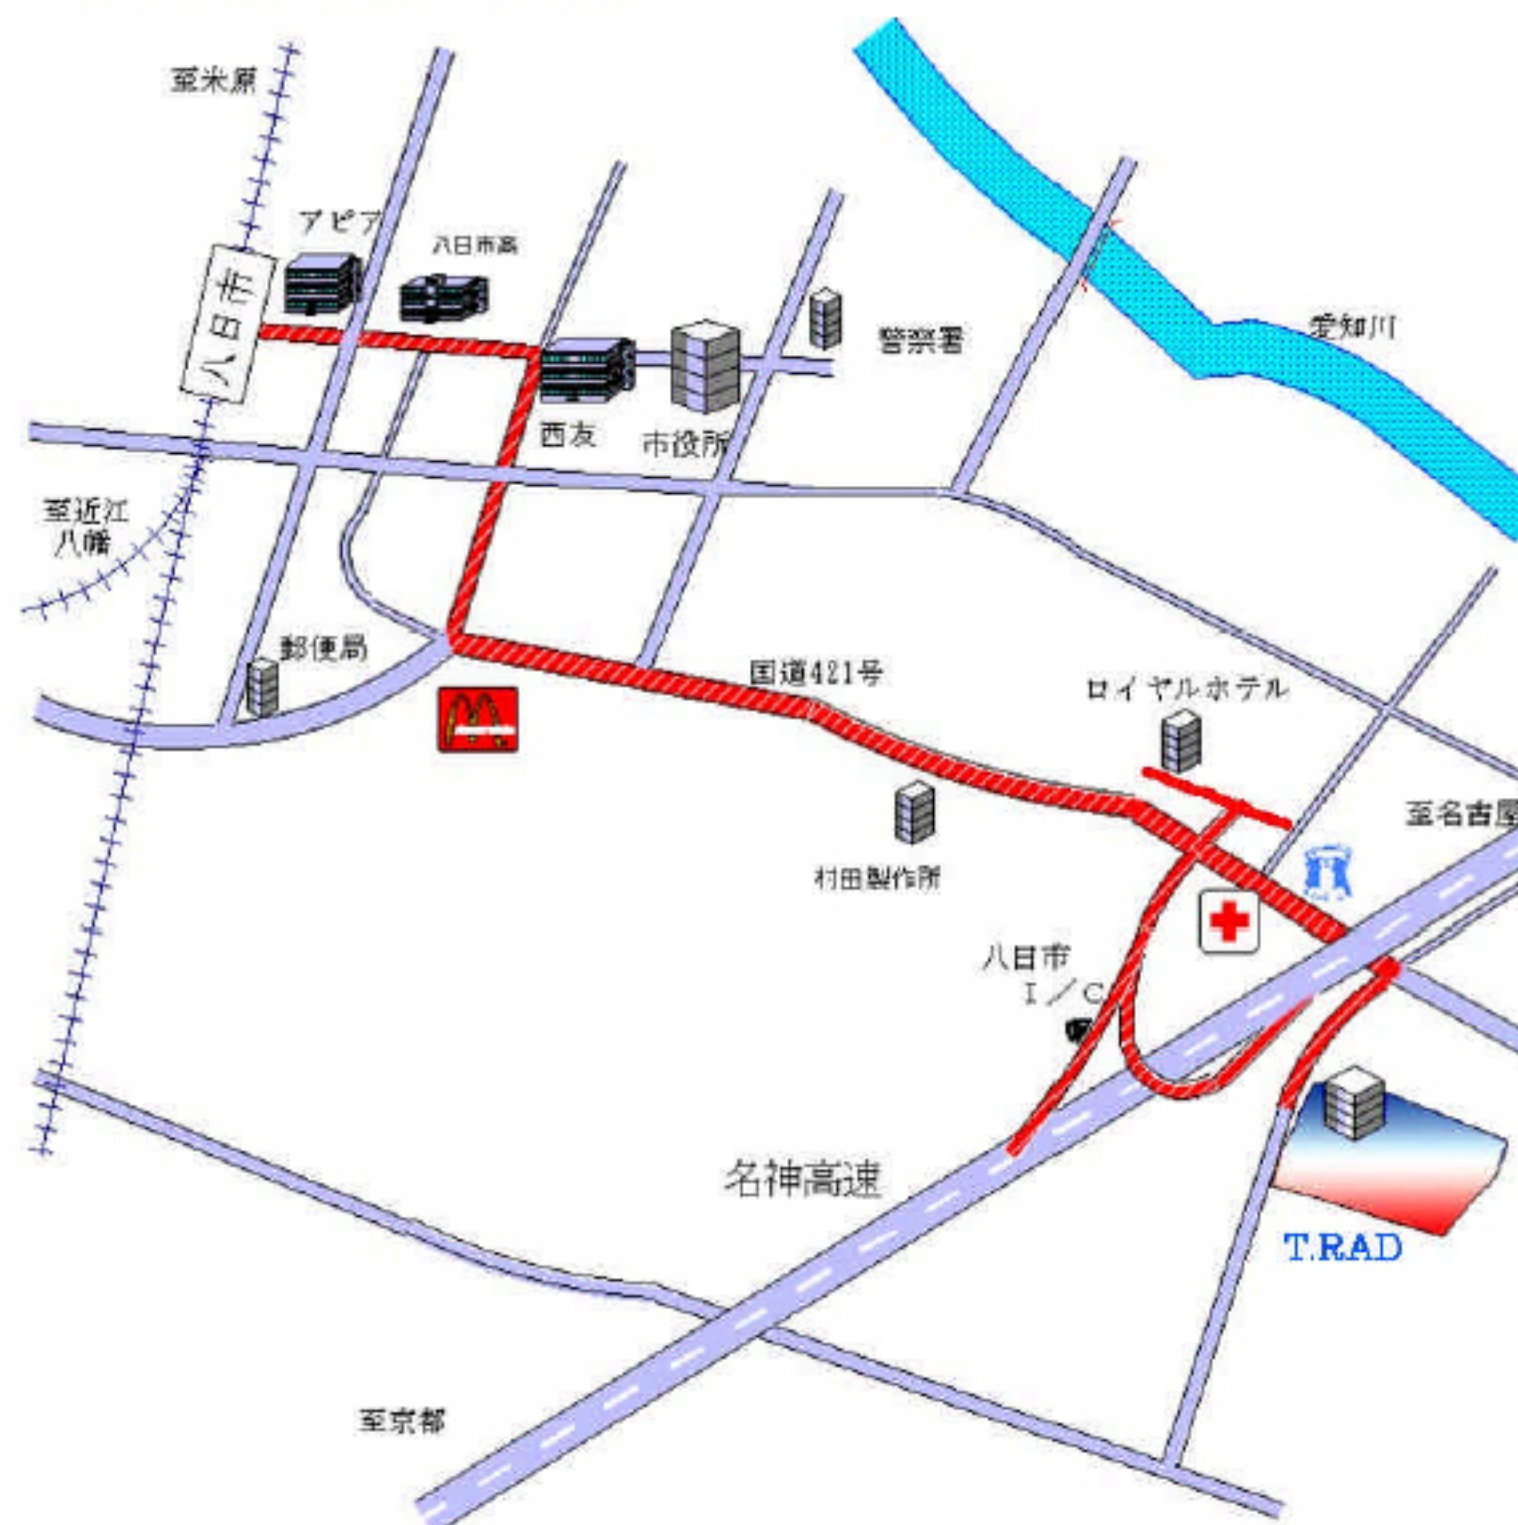 至米原
アピア
八日市高
八日市
警察署
愛知川
西友
市役所
至近江
八幡
郵便局
国道421号
ロイヤルホテル
至名古屋
村田製作所
八日市
I/C
名神高速
T.RAD
至京都